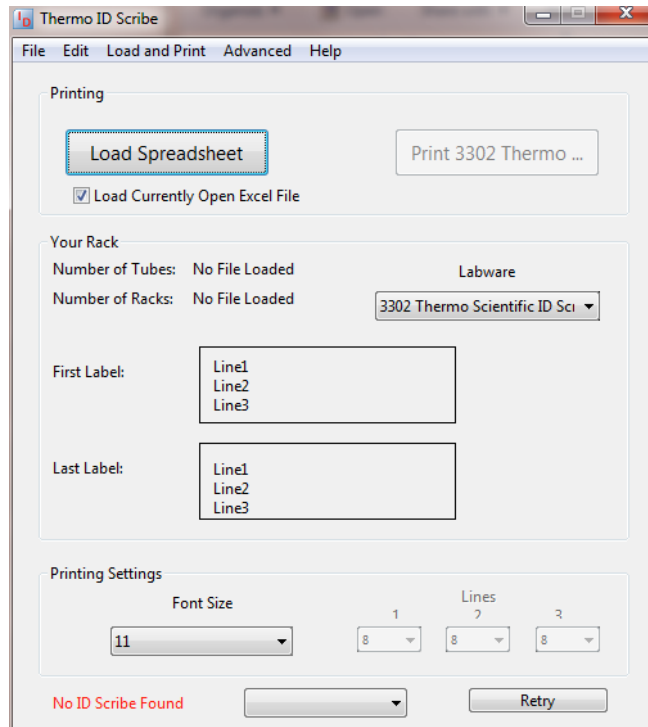 Thermo ID Scribe
File Edit Load and Print Advanced Help
Printing
Load Spreadsheet
Print 3302 Thermo ...
Load Currently Open Excel File
Your Rack
Number of Tubes: No File Loaded
Labware
Number of Racks: No File Loaded
3302 Thermo Scientific ID Scr
First Label:
Line1
Line2
Line3
Last Label:
Line1
Line2
Line3
Printing Settings
Font Size
Lines
1 2 3
11
8 8 8
No ID Scribe Found
Retry